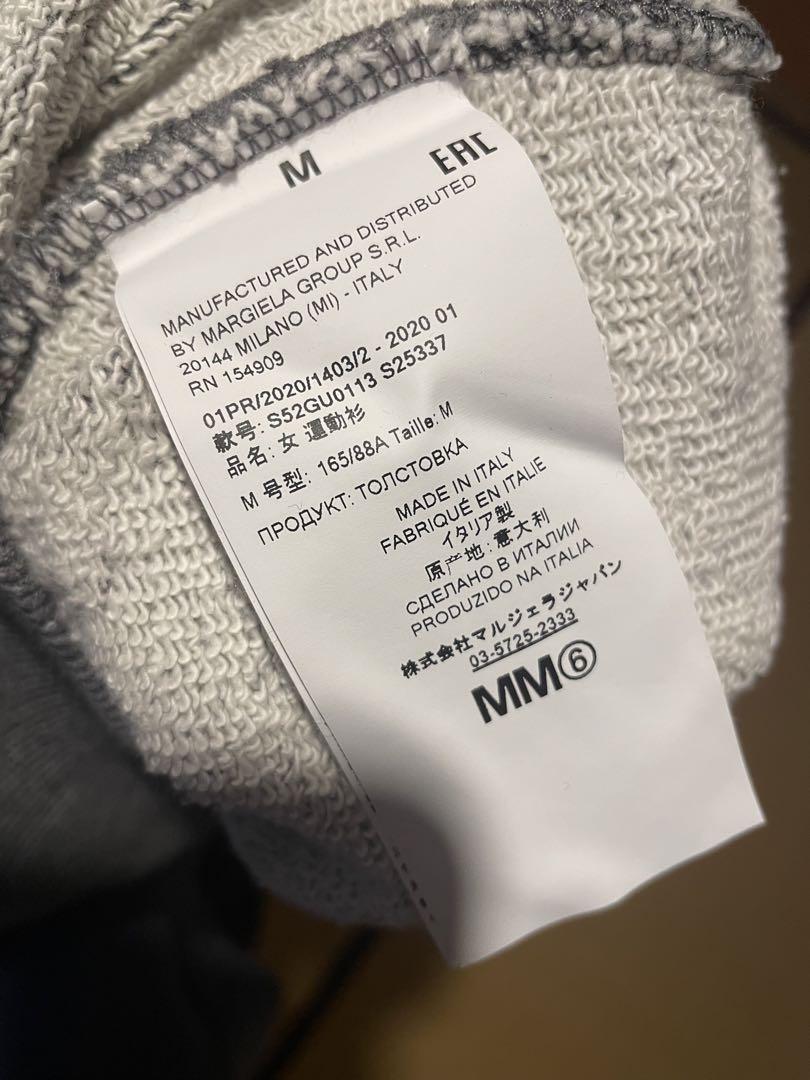 M
EAC
MANUFACTURED AND DISTRIBUTED
BY MARGIELA GROUP S.R.L.
20144 MILANO (MI) - ITALY
RN 154909
01PR/2020/1403/2 - 2020 01
款号: S52GU0113 S25337
品名: 女 運動衫
M 号型: 165/88A Taille: M
ПРОДУКТ: ТОЛСТОВКА
MADE IN ITALY
FABRIQUÉ EN ITALIE
イタリア製
原产地: 意大利
СДЕЛАНО В ИТАЛИИ
PRODUZIDO NA ITALIA
株式会社マルジェラジャパン
03-5725-2333
MM⑥